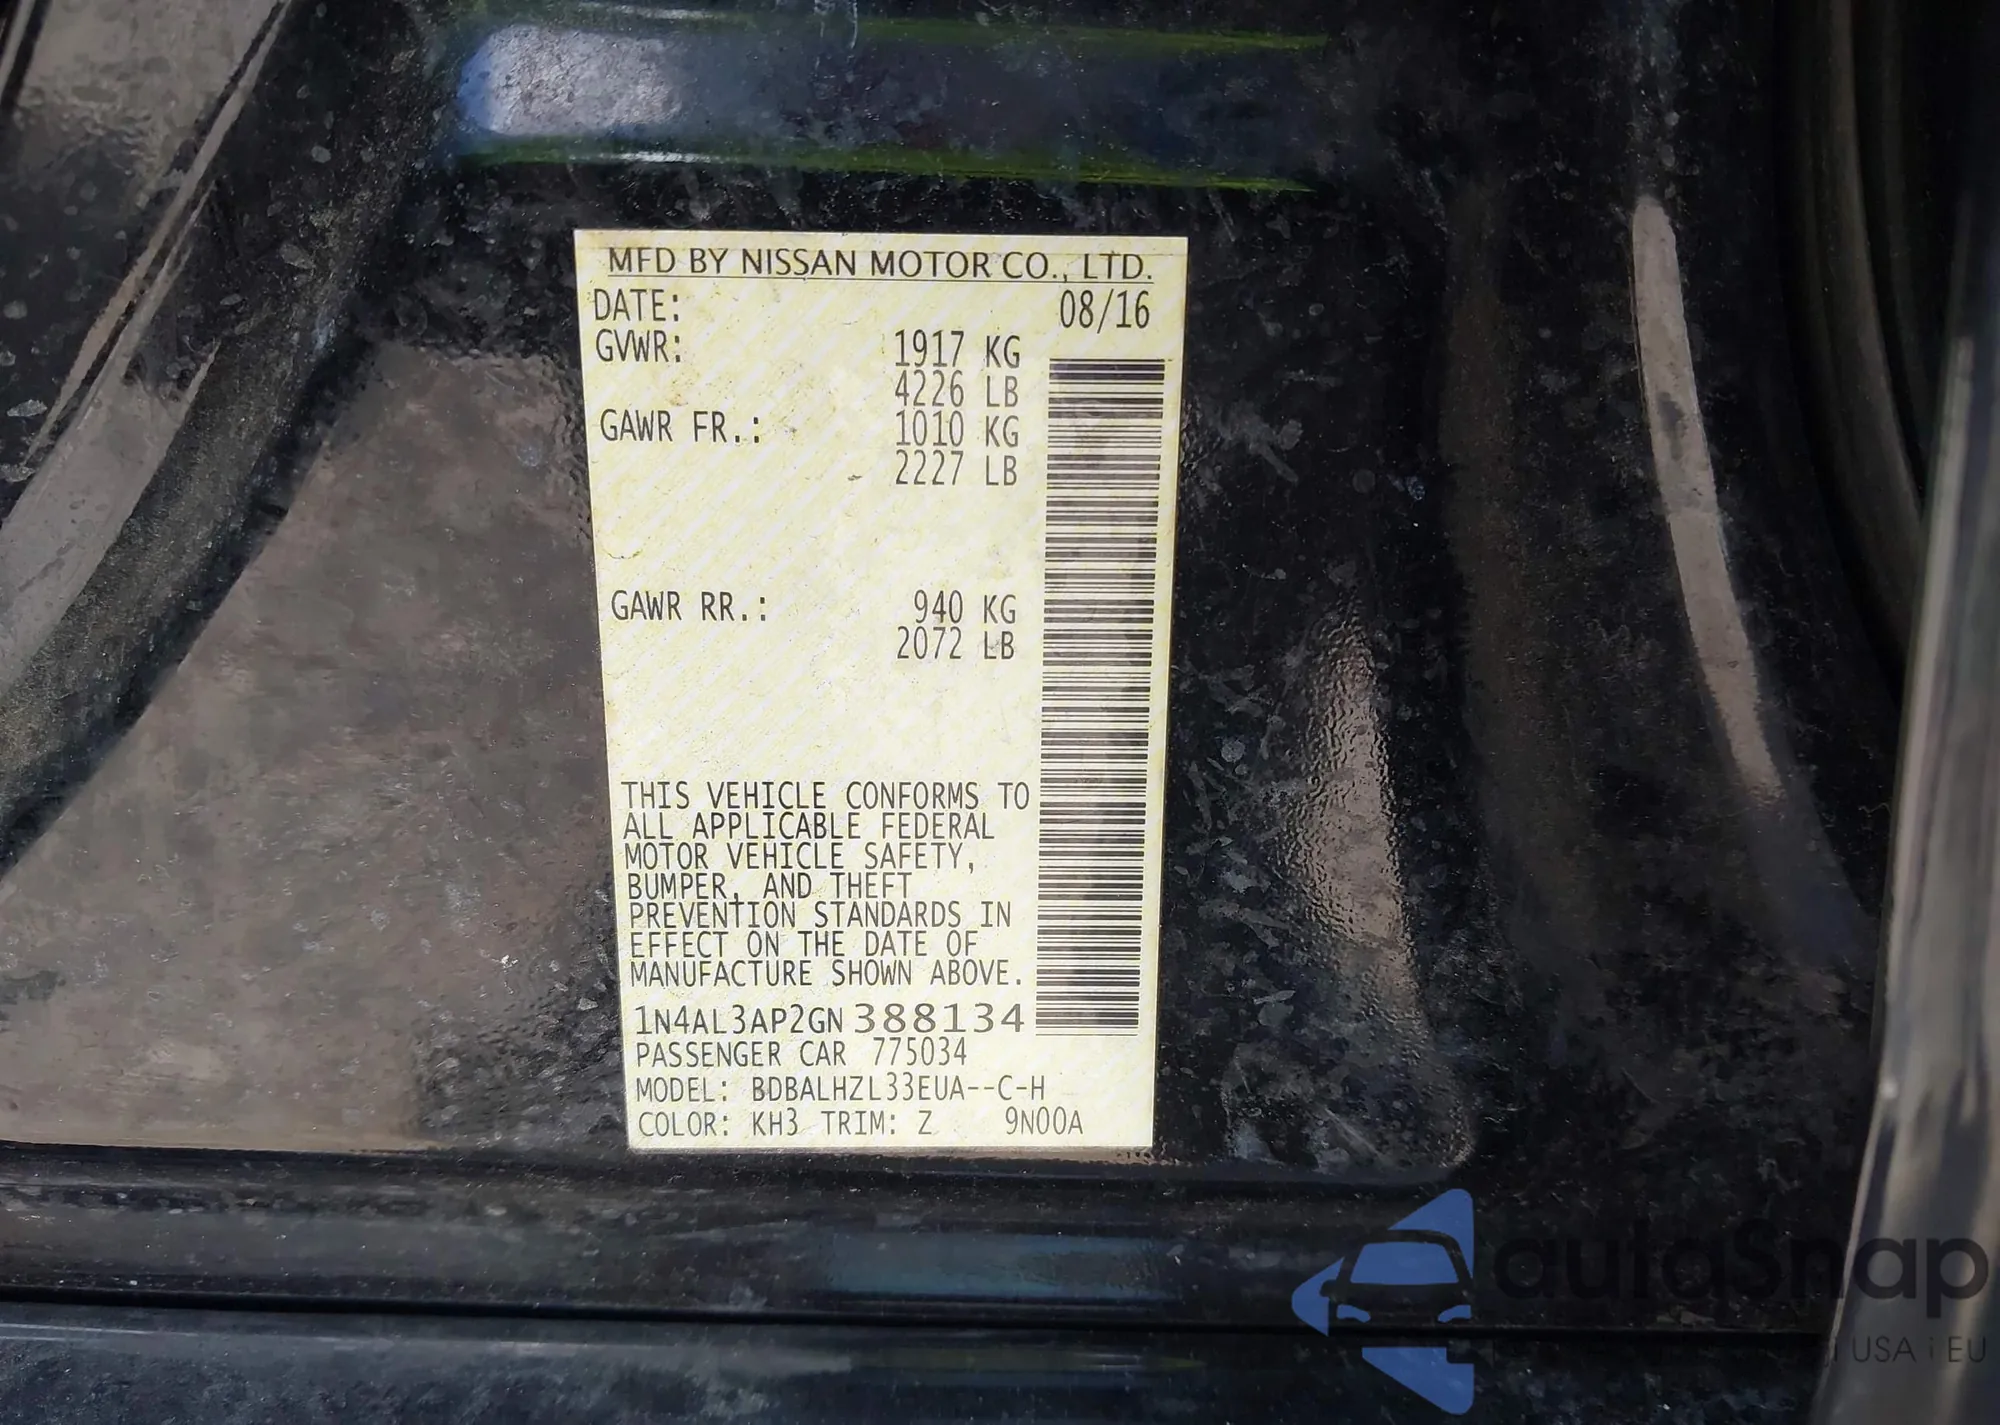 MFD BY NISSAN MOTOR CO., LTD.
DATE: 08/16
GVWR: 1917 KG
4226 LB
GAWR FR.: 1010 KG
2227 LB
GAWR RR.: 940 KG
2072 LB
THIS VEHICLE CONFORMS TO
ALL APPLICABLE FEDERAL
MOTOR VEHICLE SAFETY,
BUMPER, AND THEFT
PREVENTION STANDARDS IN
EFFECT ON THE DATE OF
MANUFACTURE SHOWN ABOVE.
1N4AL3AP2GN388134
PASSENGER CAR 775034
MODEL: BDBALHZL33EUA--C-H
COLOR: KH3 TRIM: Z 9N00A
autqSnap
| USA | EU